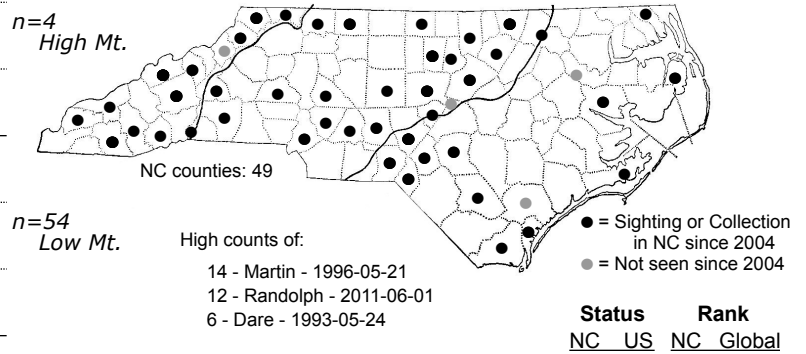 n=4
High Mt.
NC counties: 49
n=54
Low Mt.
High counts of:
14 - Martin - 1996-05-21
12 - Randolph - 2011-06-01
6 - Dare - 1993-05-24
= Sighting or Collection
in NC since 2004
= Not seen since 2004
Status Rank
NC US NC Global